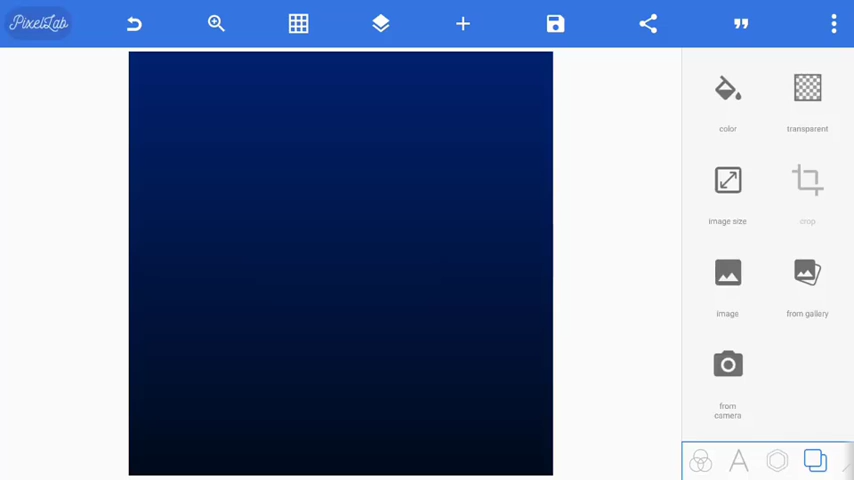 PixelLab
color
transparent
image size
crop
image
from gallery
from
camera